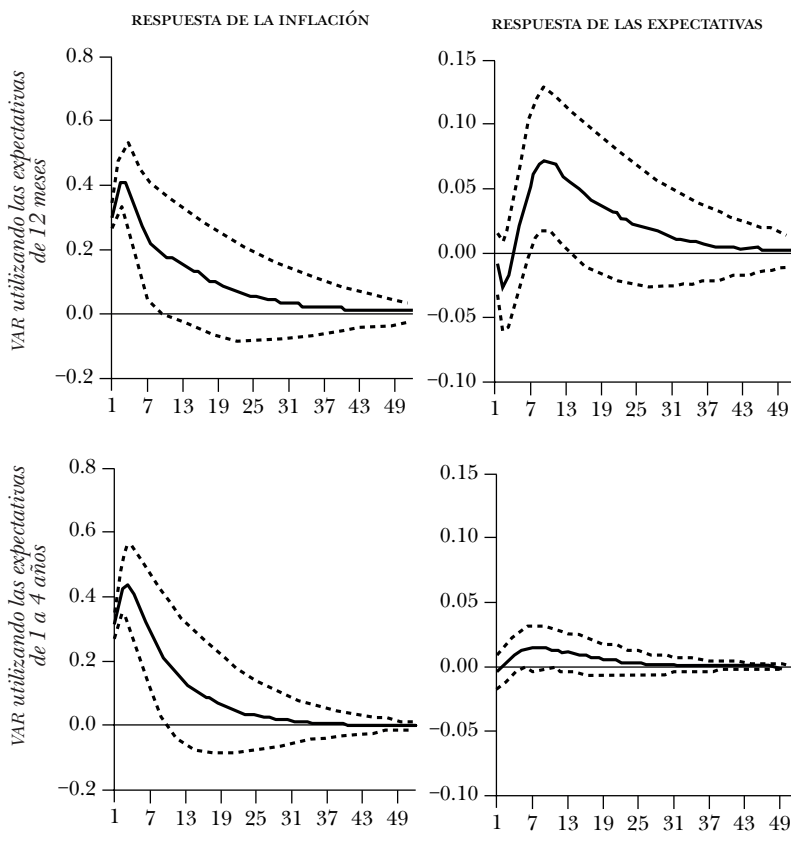 RESPUESTA DE LA INFLACIÓN
RESPUESTA DE LAS EXPECTATIVAS
VAR utilizando las expectativas
de 12 meses
0.8
0.6
0.4
0.2
0.0
−0.2
1 7 13 19 25 31 37 43 49
0.15
0.10
0.05
0.00
−0.05
−0.10
1 7 13 19 25 31 37 43 49
VAR utilizando las expectativas
de 1 a 4 años
0.8
0.6
0.4
0.2
0.0
−0.2
1 7 13 19 25 31 37 43 49
0.15
0.10
0.05
0.00
−0.05
−0.10
1 7 13 19 25 31 37 43 49